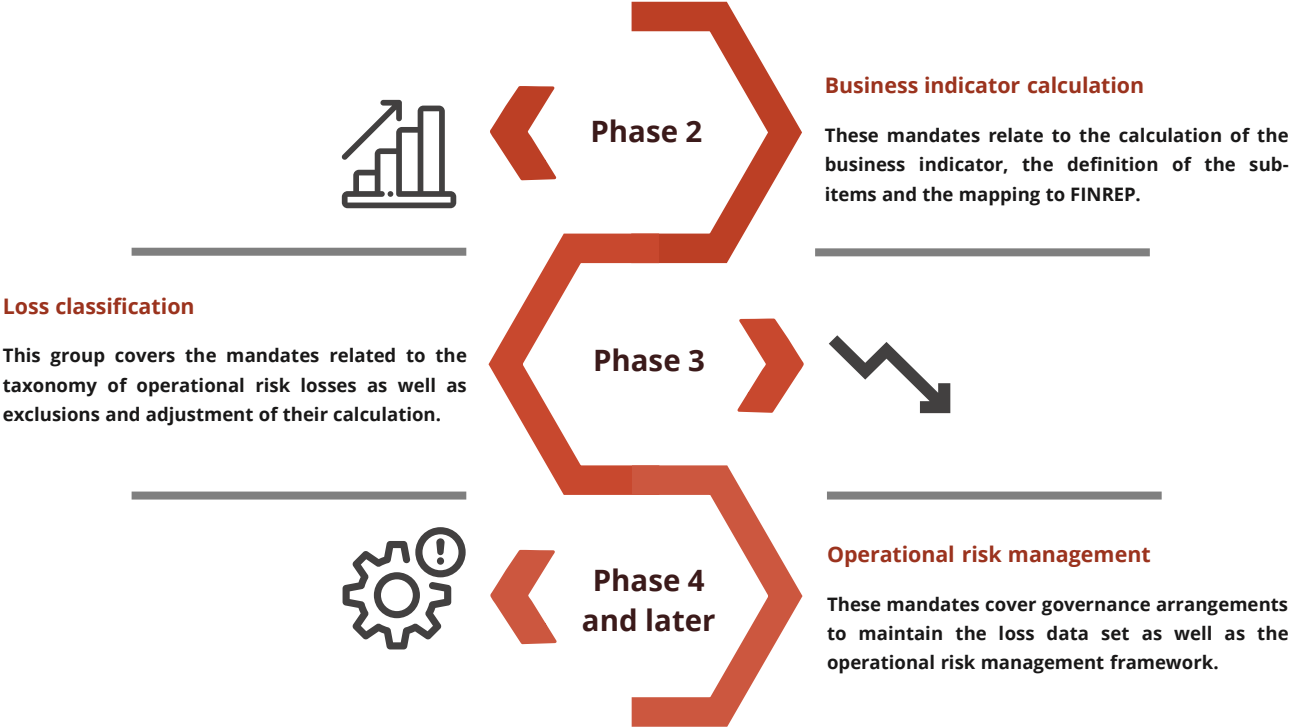 Phase 2
Business indicator calculation
These mandates relate to the calculation of the
business indicator, the definition of the sub-
items and the mapping to FINREP.
Loss classification
This group covers the mandates related to the
taxonomy of operational risk losses as well as
exclusions and adjustment of their calculation.
Phase 3
Phase 4
and later
Operational risk management
These mandates cover governance arrangements
to maintain the loss data set as well as the
operational risk management framework.